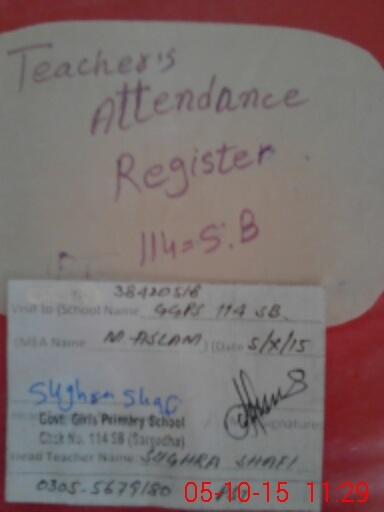 Teacher's
Attendance
Register
114=S.B
38420516
Visit to (School Name GGPS 114 SB.
(MEA Name M. ASLAM) (Date 5/X/15
Sughra Shafi
Govt. Girls Primary School
Chak No. 114 SB (Sargodha)
Head Teacher Name SUGHRA SHAFI
0305-5679180
05-10-15 11:29